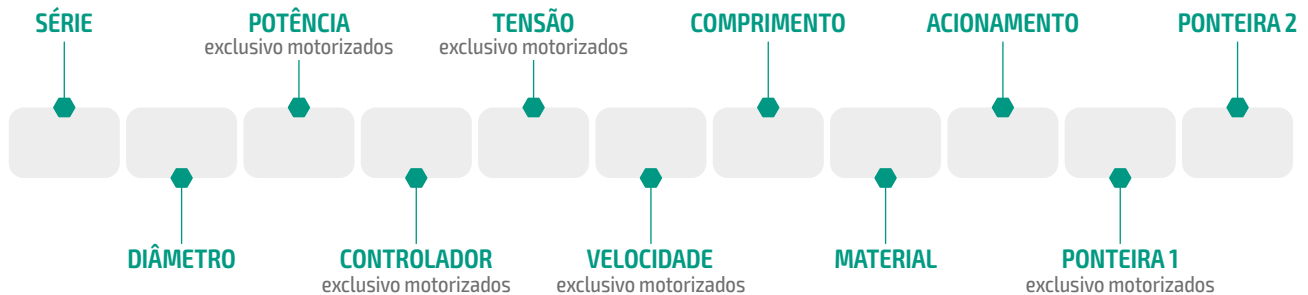 SÉRIE
POTÊNCIA
exclusivo motorizados
TENSÃO
exclusivo motorizados
COMPRIMENTO
ACIONAMENTO
PONTEIRA 2
DIÂMETRO
CONTROLADOR
exclusivo motorizados
VELOCIDADE
exclusivo motorizados
MATERIAL
PONTEIRA 1
exclusivo motorizados